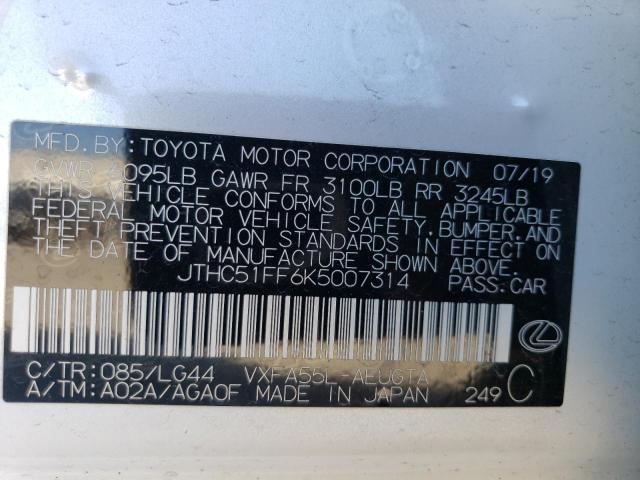 MFD. BY: TOYOTA MOTOR CORPORATION 07/19
GVWR 6095LB GAWR FR 3100LB RR 3245LB
THIS VEHICLE CONFORMS TO ALL APPLICABLE
FEDERAL MOTOR VEHICLE SAFETY, BUMPER, AND
THEFT PREVENTION STANDARDS IN EFFECT ON
THE DATE OF MANUFACTURE SHOWN ABOVE.
JTHC51FF6K5007314 PASS.CAR
C/TR: 085/LG44 VXFA55L-AEUGTA
A/TM: A02A/AGA0F MADE IN JAPAN 249 C